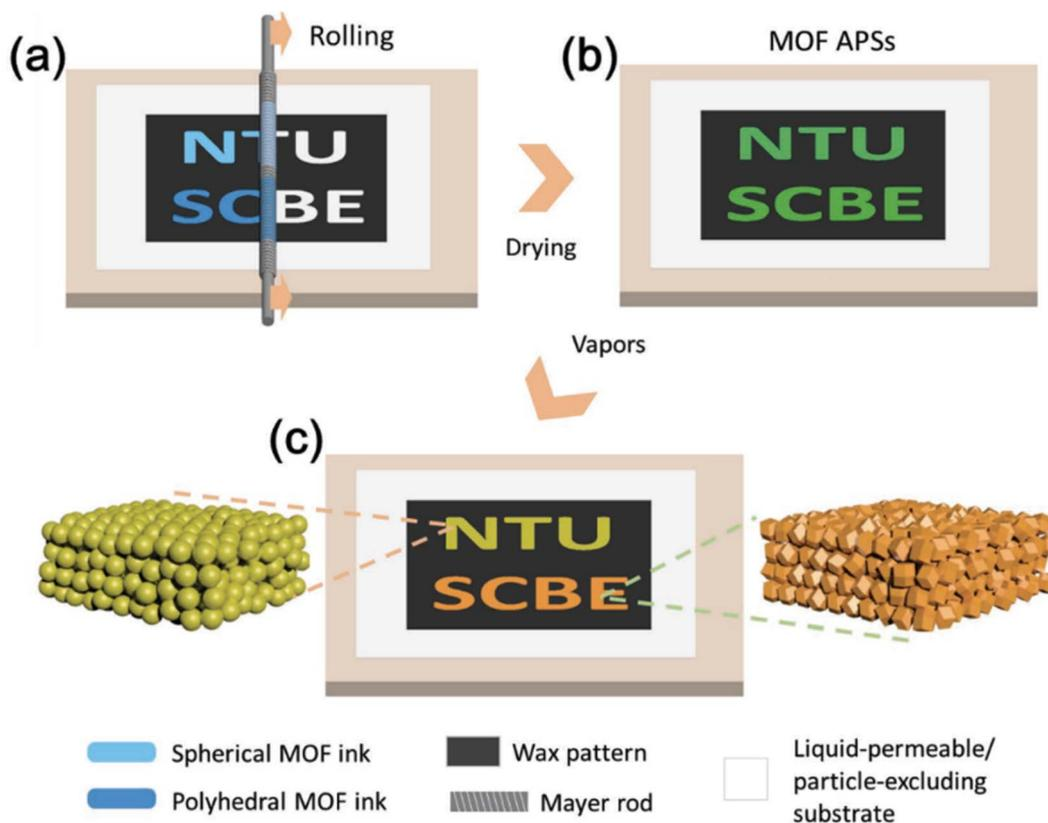 (a)
Rolling
NTU
SCBE
(b)
MOF APSs
NTU
SCBE
Drying
Vapors
(c)
NTU
SCBE
Spherical MOF ink
Polyhedral MOF ink
Wax pattern
Mayer rod
Liquid-permeable/
particle-excluding
substrate